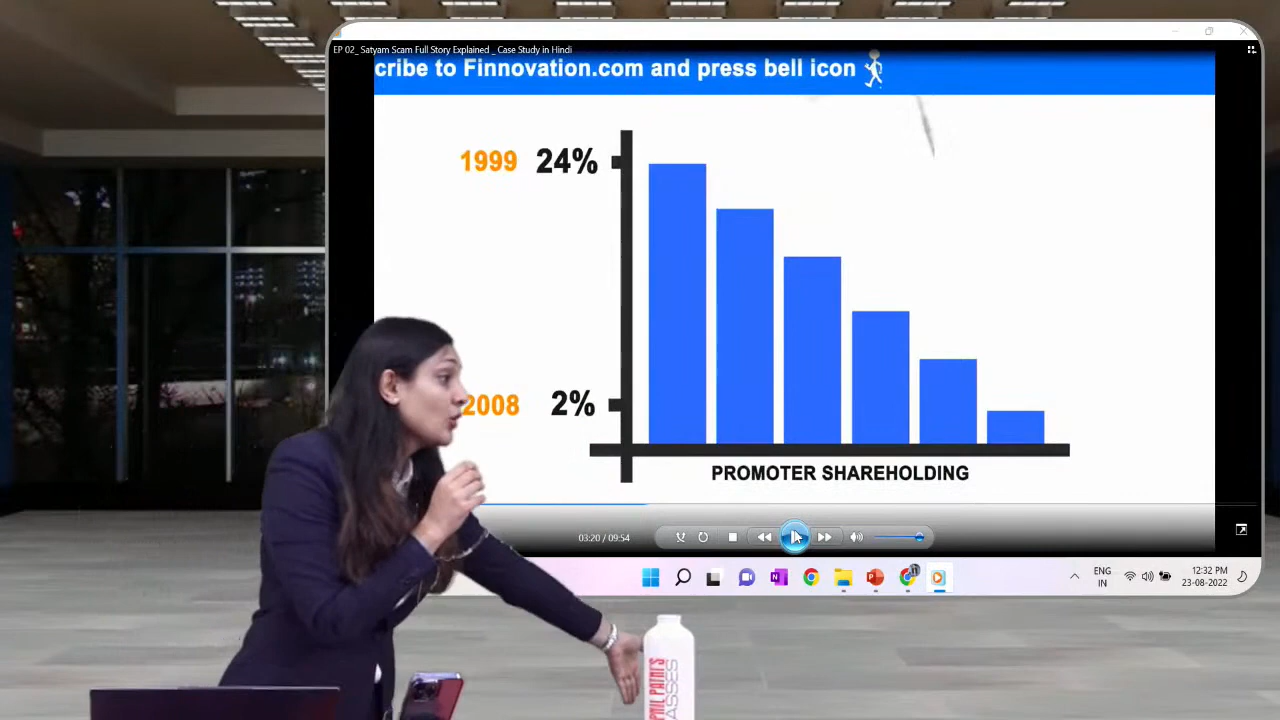 EP 02_ Satyam Scam Full Story Explained _ Case Study in Hindi
cribe to Finnovation.com and press bell icon
1999 24%
2008 2%
PROMOTER SHAREHOLDING
03:20 / 09:54
ENG
IN
12:32 PM
23-08-2022